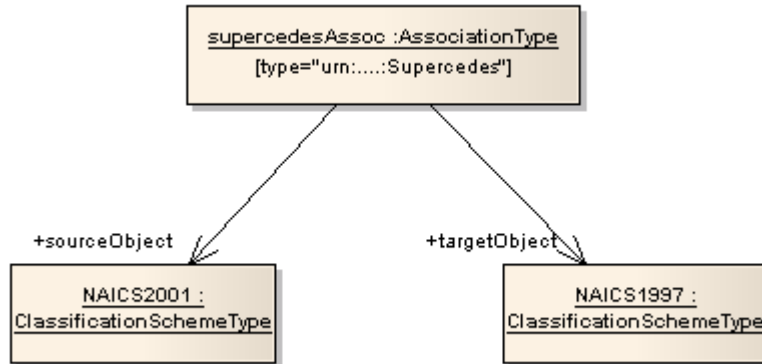 supercedesAssoc :AssociationType
[type="urn:....:Supercedes"]
+sourceObject
+targetObject
NAICS2001 :
ClassificationSchemeType
NAICS1997 :
ClassificationSchemeType